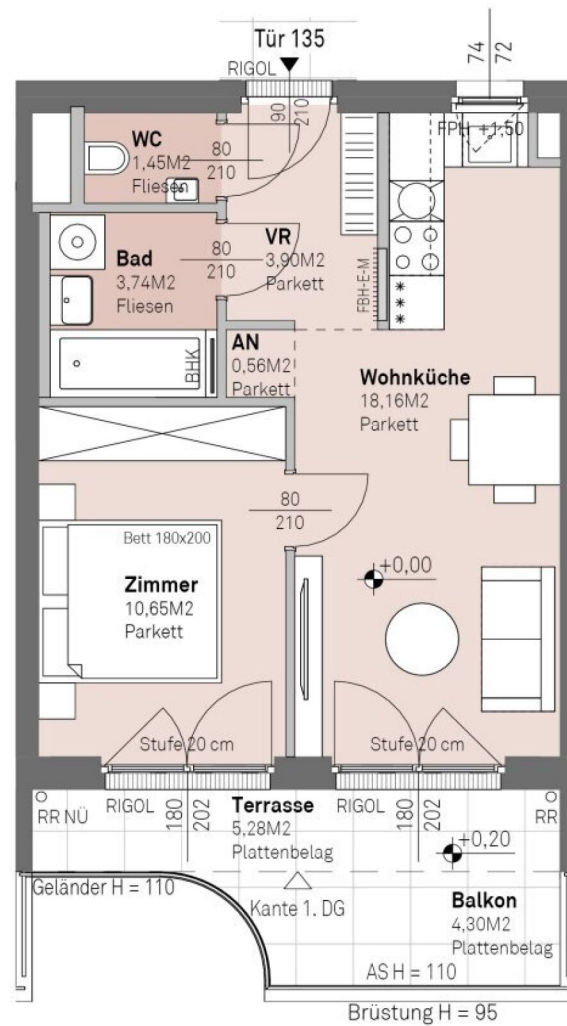 Tür 135
RIGOL
90
210
74
72
FPH +1,50
WC
1,45M2
Fliesen
80
210
Bad
3,74M2
Fliesen
80
210
VR
3,90M2
Parkett
FBH-E-M
BHK
AN
0,56M2
Parkett
Wohnküche
18,16M2
Parkett
80
210
Bett 180x200
Zimmer
10,65M2
Parkett
+0,00
Stufe 20 cm
Stufe 20 cm
RR NÜ
RIGOL
180
202
Terrasse
5,28M2
Plattenbelag
RIGOL
180
202
RR
+0,20
Geländer H = 110
Kante 1. DG
Balkon
4,30M2
Plattenbelag
AS H = 110
Brüstung H = 95